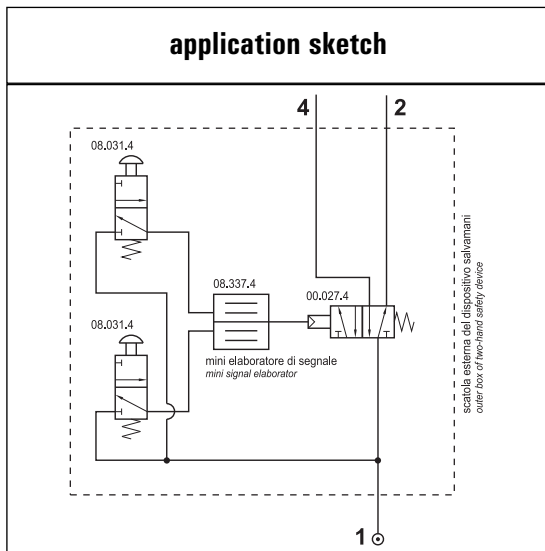 application sketch
4
2
08.031.4
08.337.4
00.027.4
08.031.4
mini elaboratore di segnale
mini signal elaborator
scatola esterna del dispositivo salvamani
outer box of two-hand safety device
1